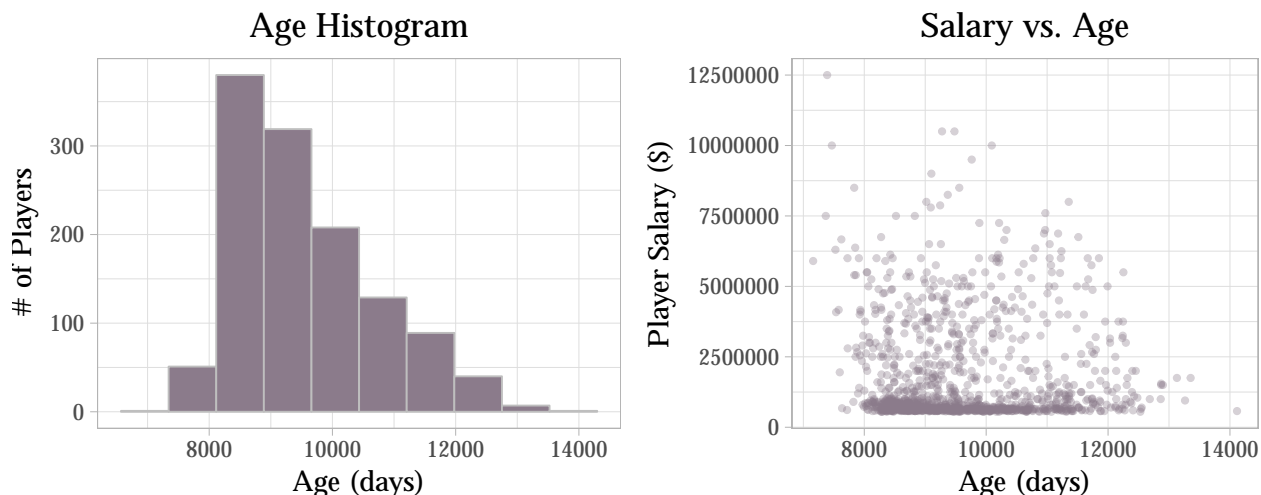 Age Histogram
# of Players
300
200
100
0
8000 10000 12000 14000
Age (days)
Salary vs. Age
Player Salary ($)
12500000
10000000
7500000
5000000
2500000
0
8000 10000 12000 14000
Age (days)